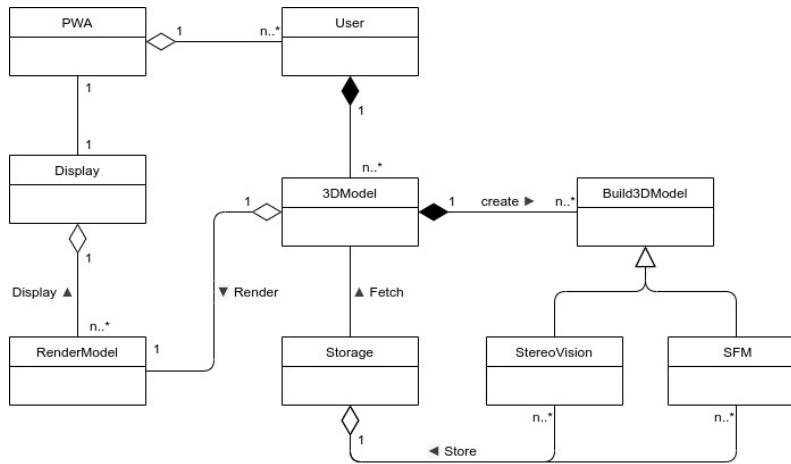 PWA
User
1
n..*
1
1
1
n..*
Display
3DModel
Build3DModel
1
1
1
create ►
n..*
Display ▲
▼ Render
▲ Fetch
n..*
RenderModel
1
Storage
StereoVision
SFM
n..*
n..*
1
◄ Store